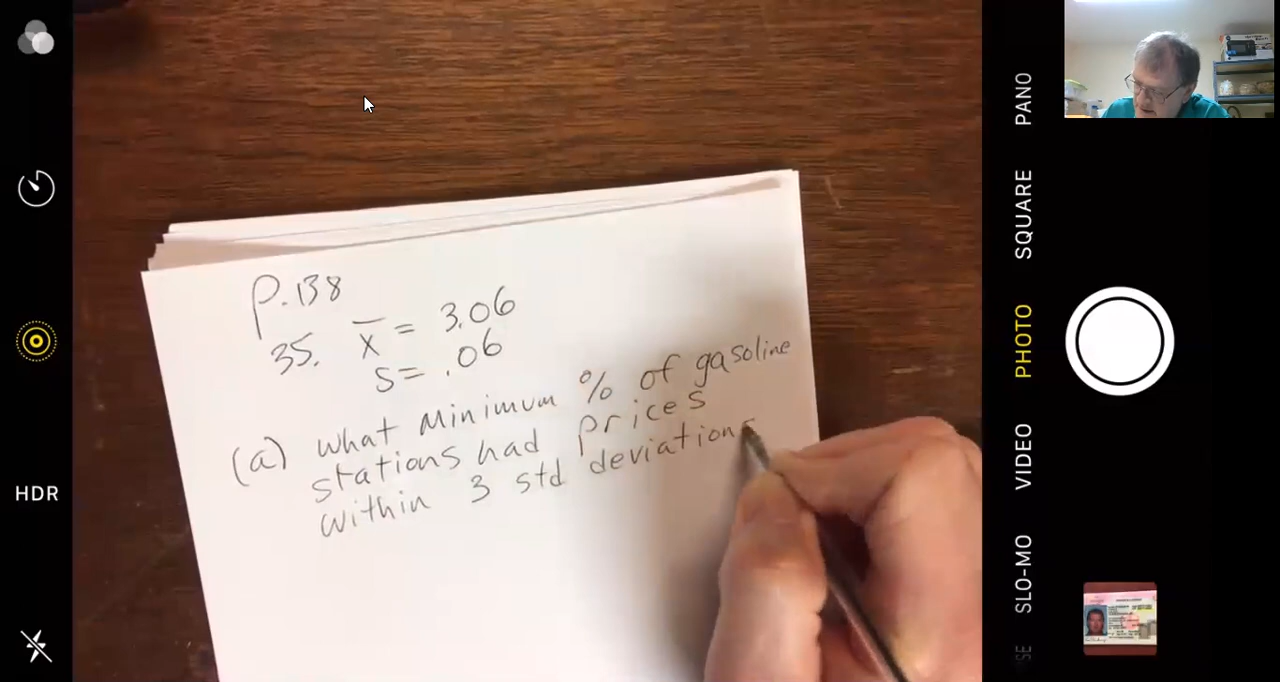 HDR
P.138
35. x̄ = 3.06
s= .06
(a) what minimum % of gasoline
stations had prices
within 3 std deviations
PANO
SQUARE
PHOTO
VIDEO
SLO-MO
SE